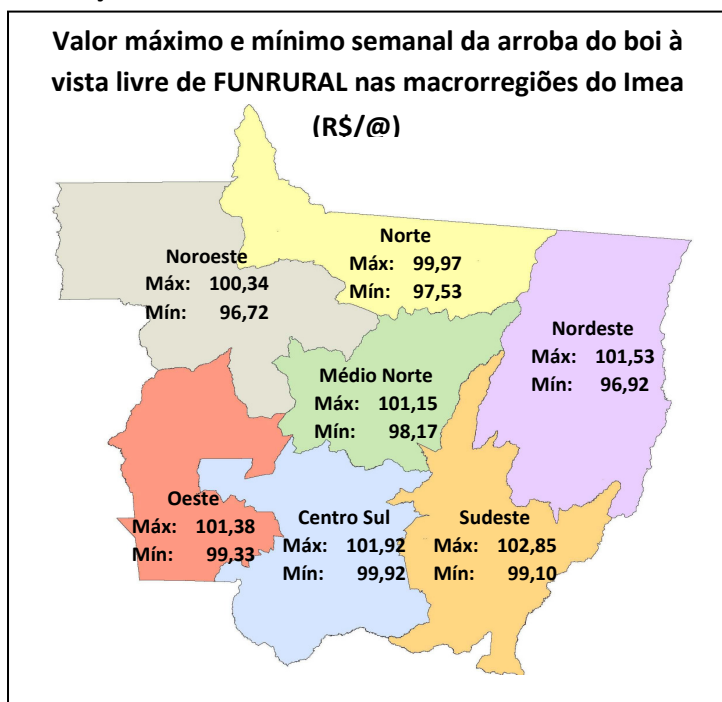 Valor máximo e mínimo semanal da arroba do boi à
vista livre de FUNRURAL nas macrorregiões do Imea
(R$/@)
Norte
Máx: 99,97
Mín: 97,53
Noroeste
Máx: 100,34
Mín: 96,72
Nordeste
Máx: 101,53
Mín: 96,92
Médio Norte
Máx: 101,15
Mín: 98,17
Oeste
Máx: 101,38
Mín: 99,33
Centro Sul
Máx: 101,92
Mín: 99,92
Sudeste
Máx: 102,85
Mín: 99,10